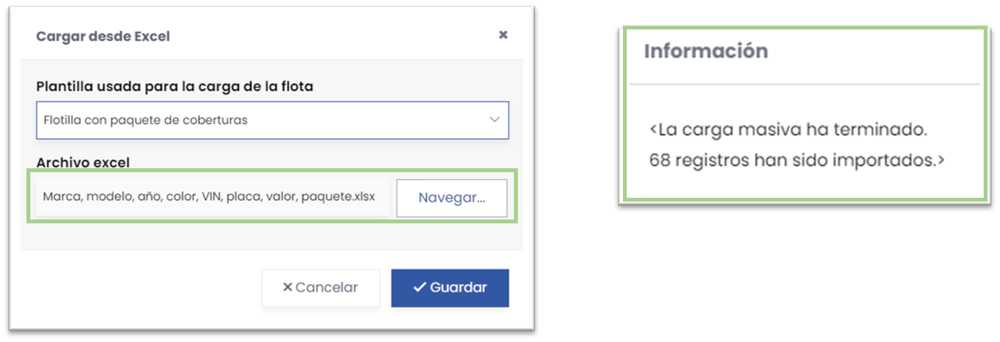 Cargar desde Excel
Plantilla usada para la carga de la flota
Flotilla con paquete de coberturas
Archivo excel
Marca, modelo, año, color, VIN, placa, valor, paquete.xlsx
Navegar...
Cancelar
Guardar
Información
<La carga masiva ha terminado.
68 registros han sido importados.>